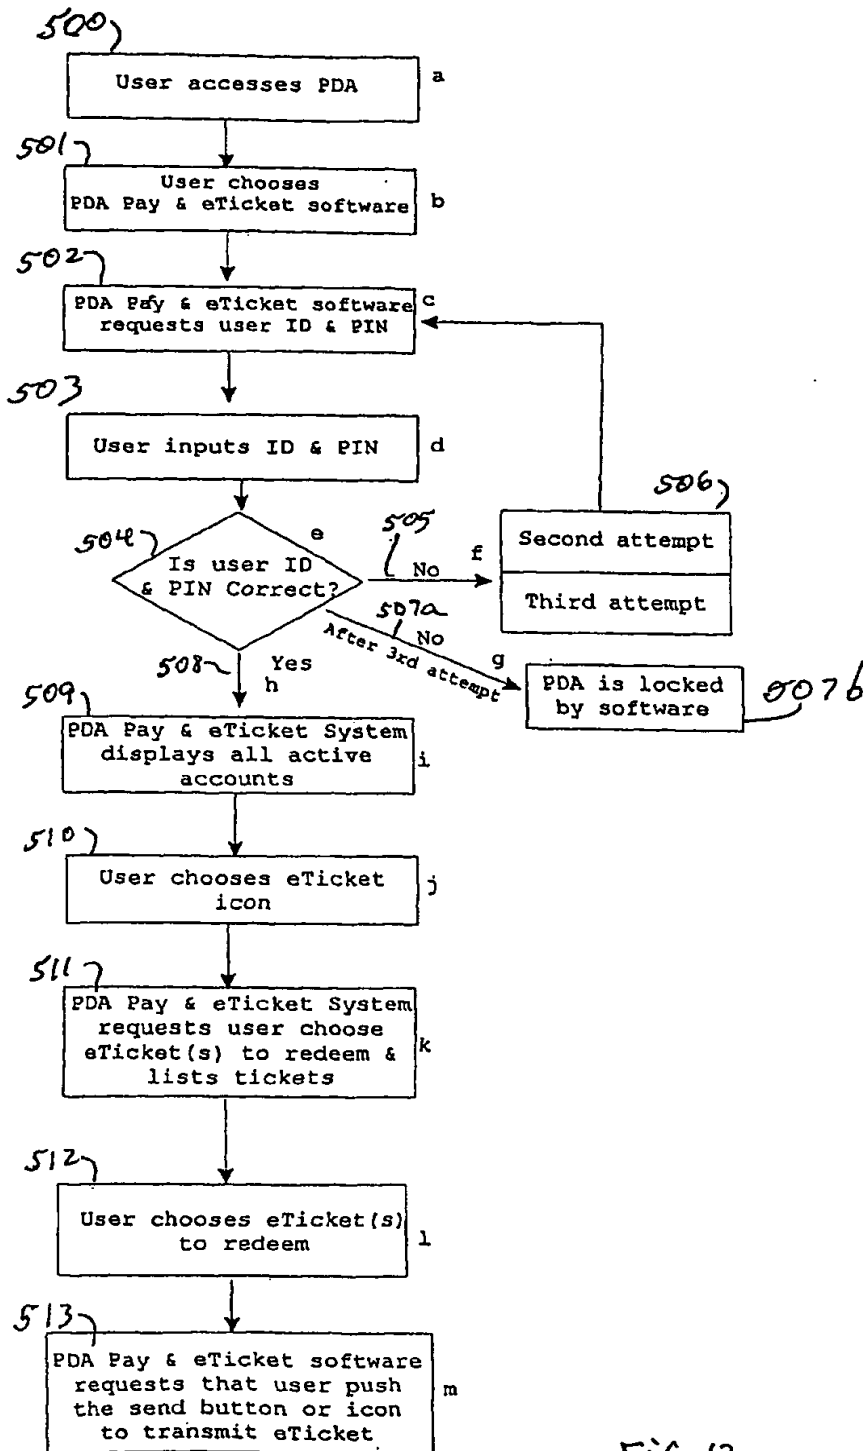 500
User accesses PDA
a
501
User chooses
PDA Pay & eTicket software
b
502
PDA Pay & eTicket software
requests user ID & PIN
c
503
User inputs ID & PIN
d
504
e
Is user ID
& PIN Correct?
505
No
f
506
Second attempt
Third attempt
507a
No
After 3rd attempt
g
PDA is locked
by software
507b
508
Yes
h
509
PDA Pay & eTicket System
displays all active
accounts
i
510
User chooses eTicket
icon
j
511
PDA Pay & eTicket System
requests user choose
eTicket(s) to redeem &
lists tickets
k
512
User chooses eTicket(s)
to redeem
l
513
PDA Pay & eTicket software
requests that user push
the send button or icon
to transmit eTicket
m